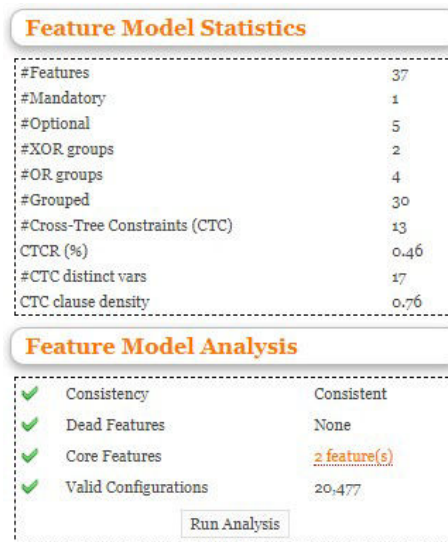 Feature Model Statistics
#Features 37
#Mandatory 1
#Optional 5
#XOR groups 2
#OR groups 4
#Grouped 30
#Cross-Tree Constraints (CTC) 13
CTCR (%) 0.46
#CTC distinct vars 17
CTC clause density 0.76
Feature Model Analysis
Consistency Consistent
Dead Features None
Core Features 2 feature(s)
Valid Configurations 20,477
Run Analysis